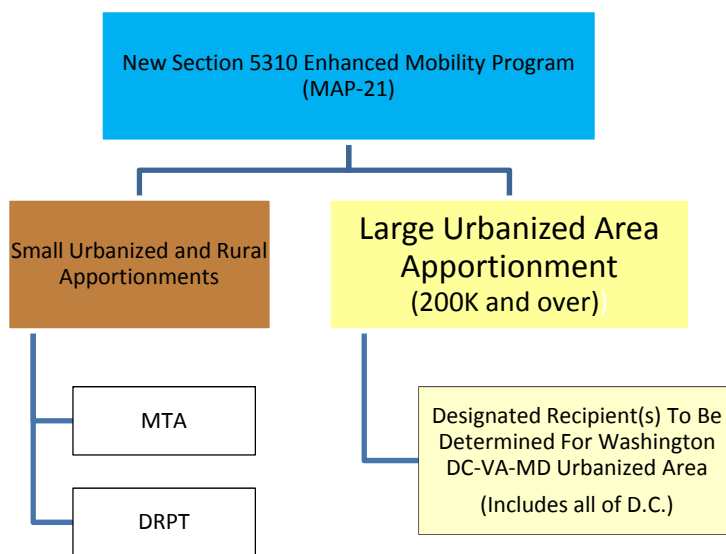 New Section 5310 Enhanced Mobility Program
(MAP-21)
Small Urbanized and Rural
Apportionments
Large Urbanized Area
Apportionment
(200K and over))
MTA
DRPT
Designated Recipient(s) To Be
Determined For Washington
DC-VA-MD Urbanized Area
(Includes all of D.C.)